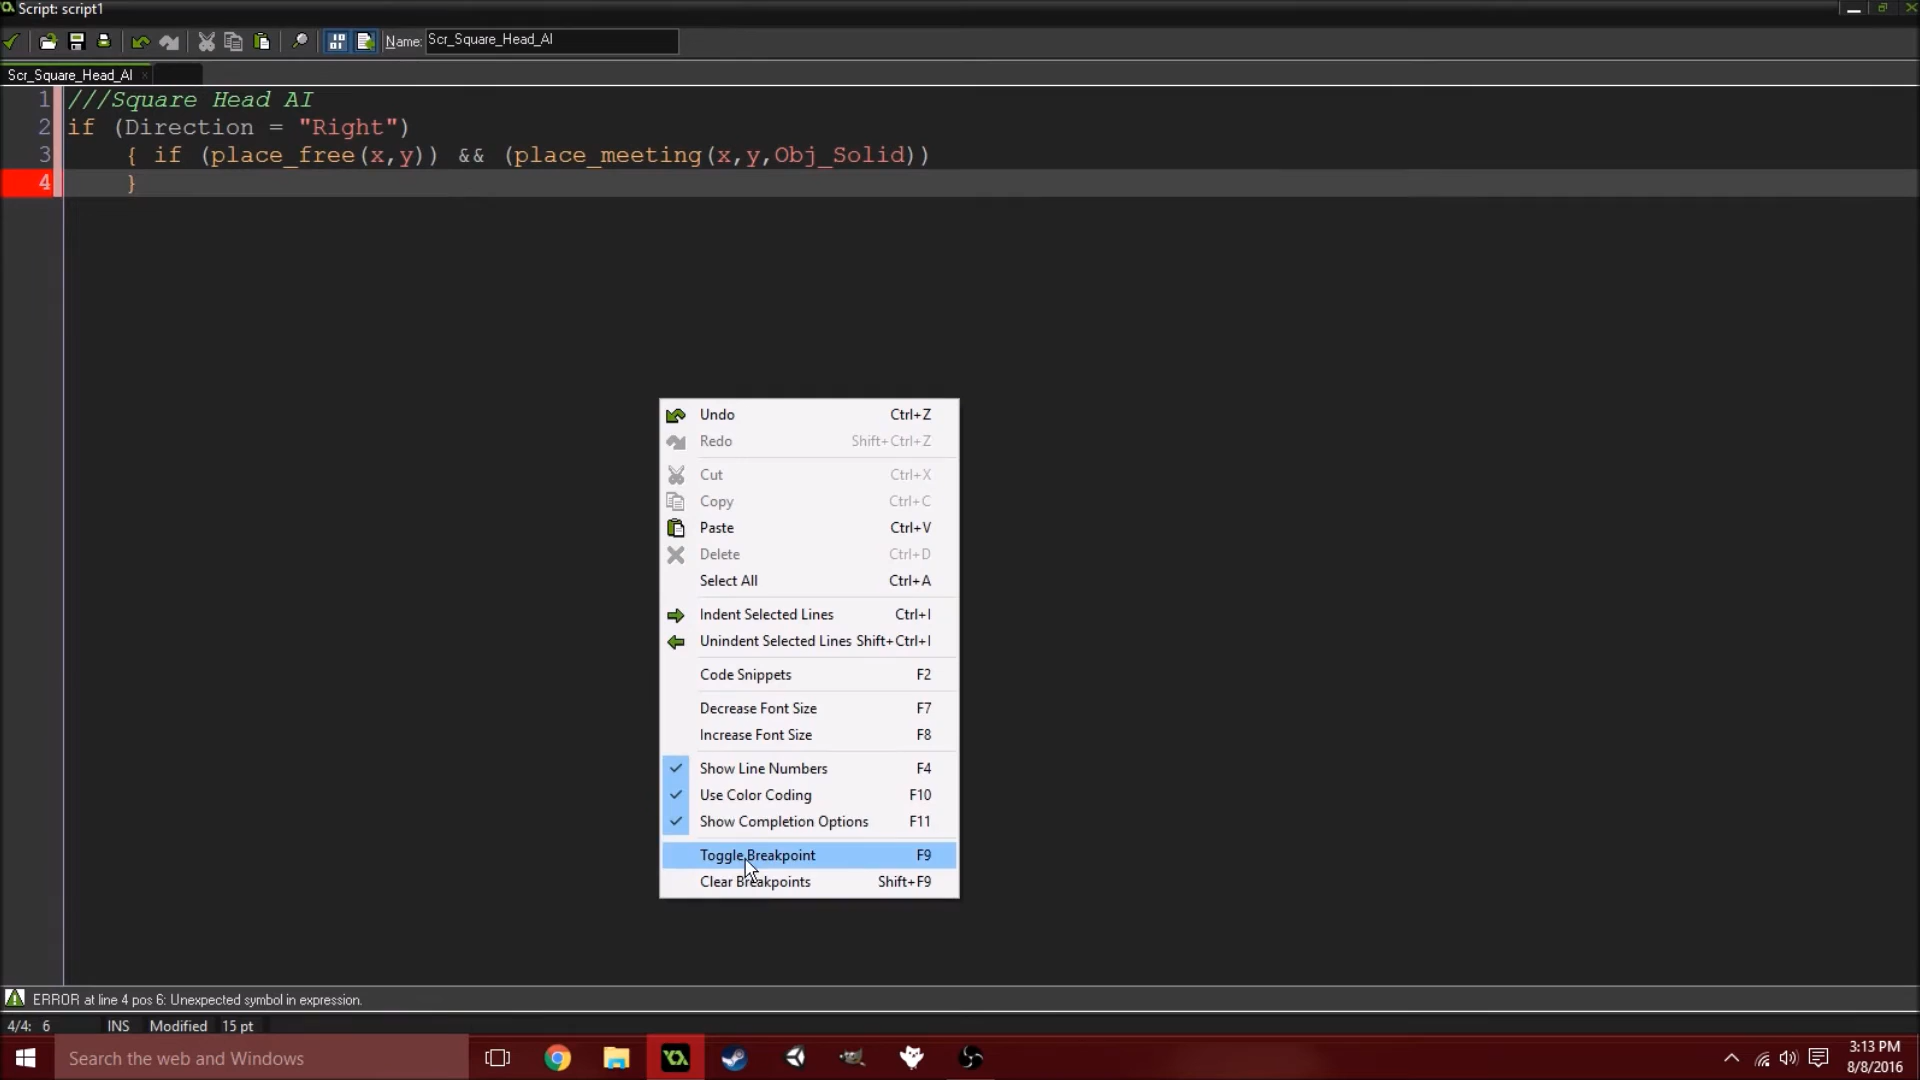 Script: script1
Name: Scr_Square_Head_AI
Scr_Square_Head_AI
1 ///Square Head AI
2 if (Direction = "Right")
3 { if (place_free(x,y)) && (place_meeting(x,y,Obj_Solid))
4 }
Undo Ctrl+Z
Redo Shift+Ctrl+Z
Cut Ctrl+X
Copy Ctrl+C
Paste Ctrl+V
Delete Ctrl+D
Select All Ctrl+A
Indent Selected Lines Ctrl+I
Unindent Selected Lines Shift+Ctrl+I
Code Snippets F2
Decrease Font Size F7
Increase Font Size F8
Show Line Numbers F4
Use Color Coding F10
Show Completion Options F11
Toggle Breakpoint F9
Clear Breakpoints Shift+F9
ERROR at line 4 pos 6: Unexpected symbol in expression.
4/4: 6 INS Modified 15 pt
Search the web and Windows
3:13 PM
8/8/2016